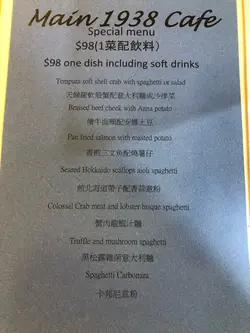 Main 1938 Cafe
Special menu
$98(1菜配飲料)
$98 one dish including soft drinks
Tempura soft shell crab with spaghetti or salad
天婦羅軟殼蟹配意大利麵或沙律菜
Braised beef cheek with Anna potato
燴牛面頰配安娜土豆
Pan fried salmon with roasted potato
香煎三文魚配燒薯仔
Seared Hokkaido scallops aioli spaghetti
煎北海道帶子配香蒜意粉
Colossal Crab meat and lobster bisque spaghetti
蟹肉龍蝦汁麵
Truffle and mushroom spaghetti
黑松露雜菌意大利麵
Spaghetti Carbonara
卡邦尼意粉